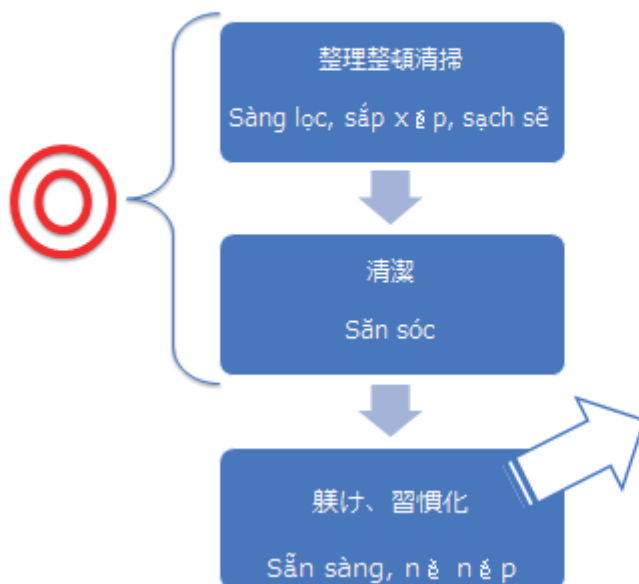 整理整頓清掃
Sàng lọc, sắp xếp, sạch sẽ
清潔
Săn sóc
躾け、習慣化
Sẵn sàng, nề nếp